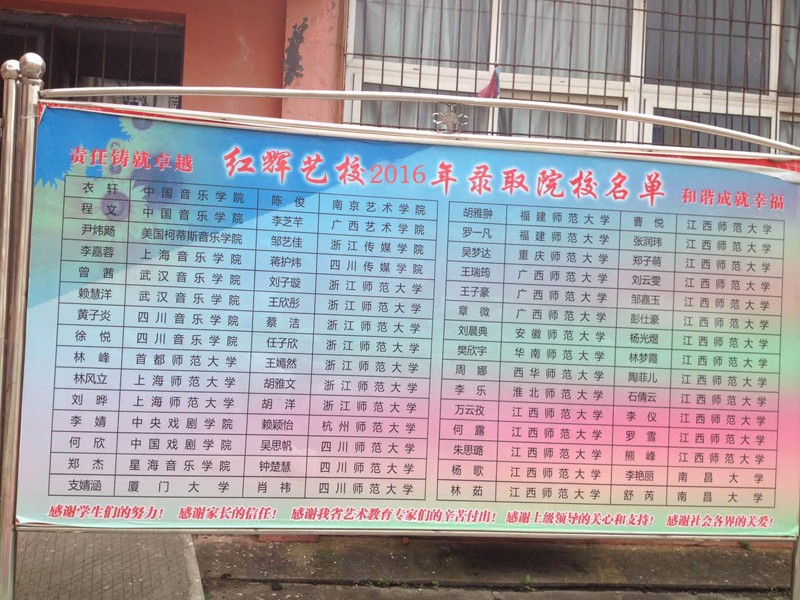 责任铸就卓越 红辉艺校2016年录取院校名单 和谐成就幸福
衣轩 中国音乐学院 陈俊 南京艺术学院 胡雅翀 福建师范大学 曹悦 江西师范大学
程文 中国音乐学院 李芝芊 广西艺术学院 罗一凡 福建师范大学 张润玮 江西师范大学
尹炜飏 美国柯蒂斯音乐学院 邹艺佳 浙江传媒学院 吴梦达 重庆师范大学 郑子萌 江西师范大学
李嘉蓉 上海音乐学院 蒋护炜 四川传媒学院 王瑞筠 广西师范大学 刘云雯 江西师范大学
曾茜 武汉音乐学院 刘子璇 浙江师范大学 王子豪 广西师范大学 邹嘉玉 江西师范大学
赖慧洋 武汉音乐学院 王欣彤 浙江师范大学 章微 广西师范大学 彭仕豪 江西师范大学
黄子炎 四川音乐学院 蔡洁 浙江师范大学 刘晨典 安徽师范大学 杨光煜 江西师范大学
徐悦 四川音乐学院 任子欣 浙江师范大学 樊欣宇 华南师范大学 林梦霞 江西师范大学
林峰 首都师范大学 王嫣然 浙江师范大学 周娜 西华师范大学 陶菲儿 江西师范大学
林风立 上海师范大学 胡雅文 浙江师范大学 李乐 淮北师范大学 石倩云 江西师范大学
刘晔 上海师范大学 胡洋 浙江师范大学 万云孜 江西师范大学 李仪 江西师范大学
李婧 中央戏剧学院 赖颖怡 杭州师范大学 何露 江西师范大学 罗雪 江西师范大学
何欣 中国戏剧学院 吴思帆 四川师范大学 朱思璐 江西师范大学 熊峰 江西师范大学
郑杰 星海音乐学院 钟楚慧 四川师范大学 杨歌 江西师范大学 李艳丽 南昌大学
支婧涵 厦门大学 肖祎 四川师范大学 林茹 江西师范大学 舒芮 南昌大学
感谢学生们的努力！ 感谢家长的信任！ 感谢我省艺术教育专家们的辛苦付出！ 感谢上级领导的关心和支持！ 感谢社会各界的关爱！